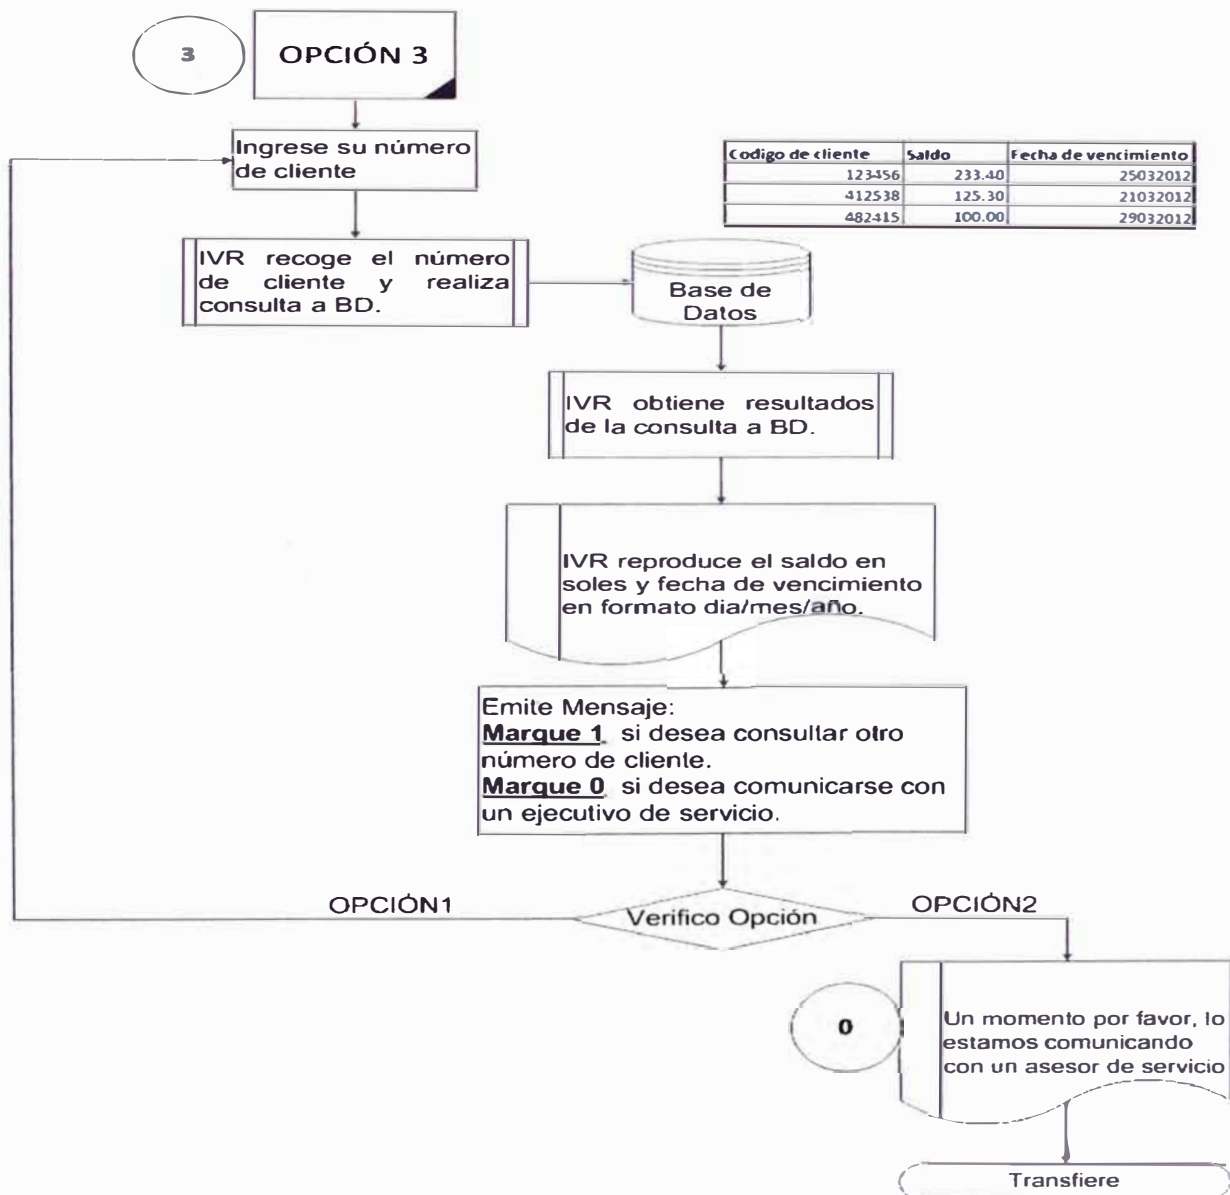 3
OPCIÓN 3
Ingrese su número
de cliente
Codigo de cliente Saldo Fecha de vencimiento
123456 233.40 25032012
412538 125.30 21032012
482415 100.00 29032012
IVR recoge el número
de cliente y realiza
consulta a BD.
Base de
Datos
IVR obtiene resultados
de la consulta a BD.
IVR reproduce el saldo en
soles y fecha de vencimiento
en formato dia/mes/año.
Emite Mensaje:
Marque 1 si desea consultar otro
número de cliente.
Marque 0 si desea comunicarse con
un ejecutivo de servicio.
OPCIÓN1
Verifico Opción
OPCIÓN2
0
Un momento por favor, lo
estamos comunicando
con un asesor de servicio
Transfiere